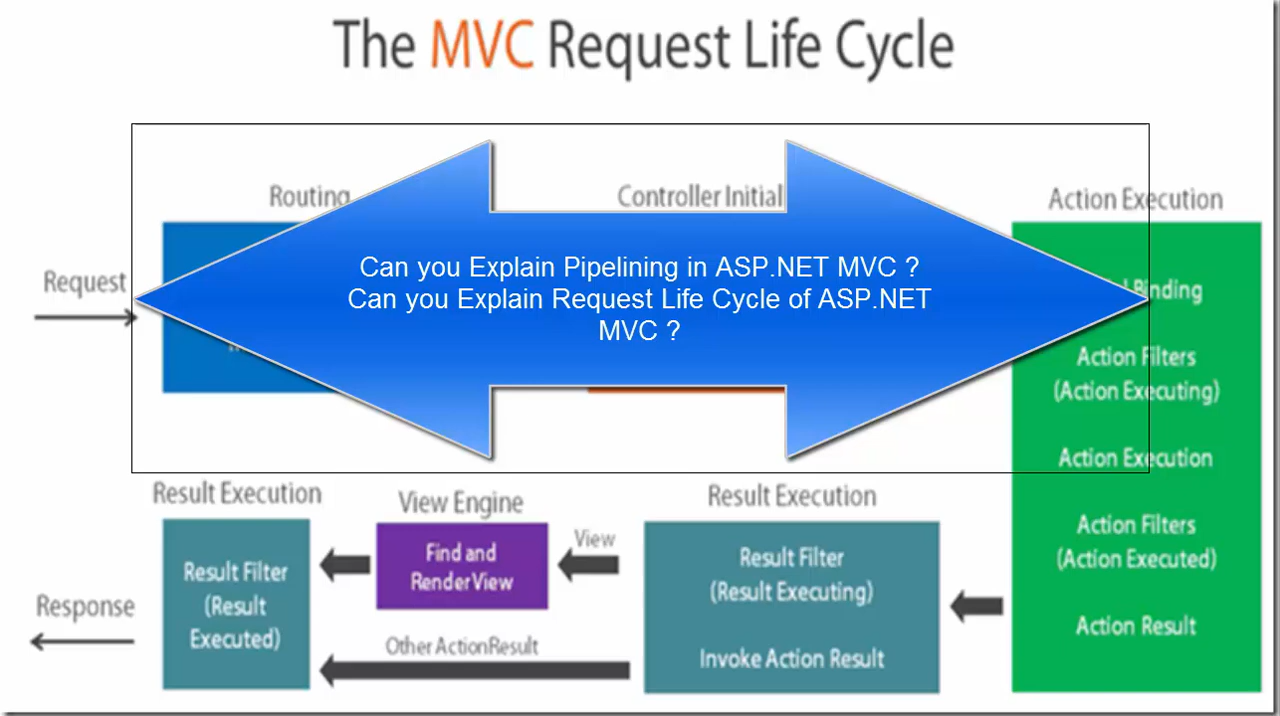 The MVC Request Life Cycle
Routing
Controller Initial
Action Execution
Request
Can you Explain Pipelining in ASP.NET MVC ?
Can you Explain Request Life Cycle of ASP.NET
MVC ?
Binding
Action Filters
(Action Executing)
Action Execution
Action Filters
(Action Executed)
Action Result
Result Execution
Result Filter
(Result Executing)
Invoke Action Result
View Engine
View
Find and
Render View
Other ActionResult
Result Execution
Result Filter
(Result
Executed)
Response